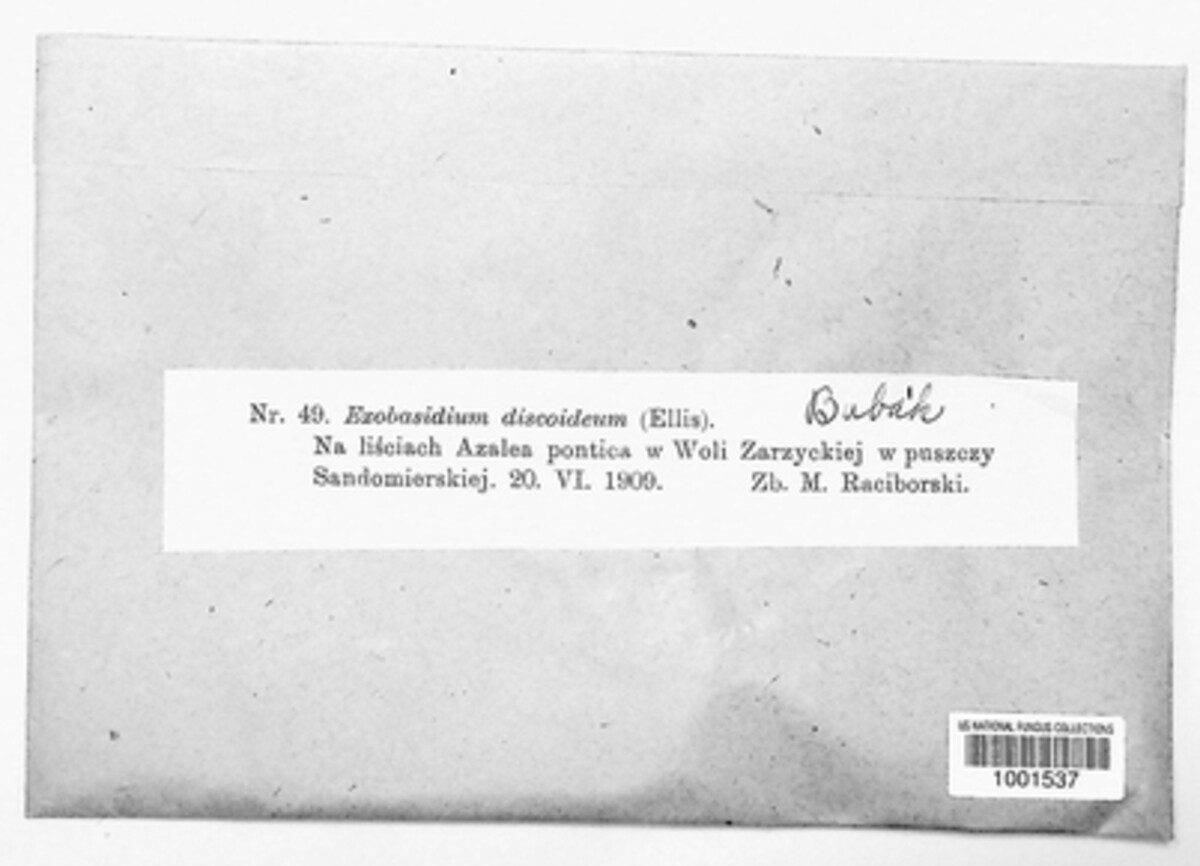 Bubák
Nr. 49. Exobasidium discoideum (Ellis).
Na liściach Azalea pontica w Woli Zarzyckiej w puszczy
Sandomierskiej. 20. VI. 1909. Zb. M. Raciborski.
US NATIONAL FUNGUS COLLECTIONS
1001537